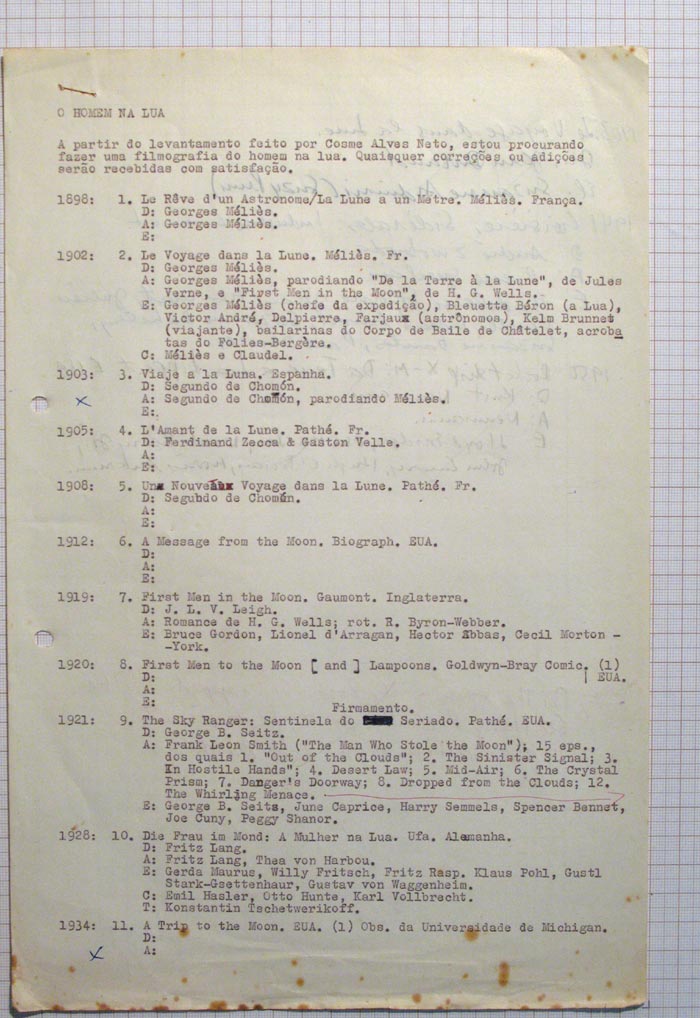 O HOMEM NA LUA
A partir do levantamento feito por Cosme Alves Neto, estou procurando
fazer uma filmografia do homem na lua. Quaisquer correções ou adições
serão recebidas com satisfação.
1898: 1. Le Rêve d'un Astronome/La Lune a un Metre. Méliès. França.
D: Georges Méliès.
A: Georges Méliès.
E:
1902: 2. Le Voyage dans la Lune. Méliès. Fr.
D: Georges Méliès.
A: Georges Méliès, parodiando "De la Terre à la Lune", de Jules
Verne, e "First Men in the Moon", de H. G. Wells.
E: Georges Méliès (chefe da expedição), Bleuette Béron (a Lua),
Victor André, Delpierre, Farjaux (astrônomos), Kelm Brunnet
(viajante), bailarinas do Corpo de Baile de Châtelet, acroba
tas do Folies-Bergère.
C: Méliès e Claudel.
1903: 3. Viaje a la Luna. Espanha.
D: Segundo de Chomón.
x A: Segundo de Chomón, parodiando Méliès.
E:.
1905: 4. L'Amant de la Lune. Pathé. Fr.
D: Ferdinand Zecca & Gaston Velle.
A:
E:
1908: 5. Un Nouveau Voyage dans la Lune. Pathé. Fr.
D: Segubdo de Chomón.
A:
E:
1912: 6. A Message from the Moon. Biograph. EUA.
D:
A:
E:
1919: 7. First Men in the Moon. Gaumont. Inglaterra.
D: J. L. V. Leigh.
A: Romance de H. G. Wells; rot. R. Byron-Webber.
E: Bruce Gordon, Lionel d'Arragan, Hector Abbas, Cecil Morton -
-York.
1920: 8. First Men to the Moon [ and ] Lampoons. Goldwyn-Bray Comic. (1)
D: EUA.
A:
E:
Firmamento.
1921: 9. The Sky Ranger: Sentinela do Seriado. Pathé. EUA.
D: George B. Seitz.
A: Frank Leon Smith ("The Man Who Stole the Moon"); 15 eps.,
dos quais 1. "Out of the Clouds"; 2. The Sinister Signal; 3.
In Hostile Hands"; 4. Desert Law; 5. Mid-Air; 6. The Crystal
Prism; 7. Danger's Doorway; 8. Dropped from the Clouds; 12.
The Whirling Menace.
E: George B. Seits, June Caprice, Harry Semmels, Spencer Bennet,
Joe Cuny, Peggy Shanor.
1928: 10. Die Frau im Mond: A Mulher na Lua. Ufa. Alemanha.
D: Fritz Lang.
A: Fritz Lang, Thea von Harbou.
E: Gerda Maurus, Willy Fritsch, Fritz Rasp. Klaus Pohl, Gustl
Stark-Gsettenhaur, Gustav von Waggenheim.
C: Emil Hasler, Otto Hunte, Karl Vollbrecht.
T: Konstantin Tschetwerikoff.
1934: 11. A Trip to the Moon. EUA. (1) Obs. da Universidade de Michigan.
D:
x A: